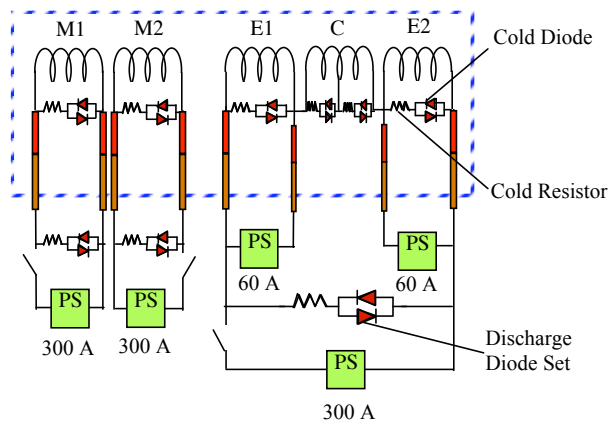 M1 M2 E1 C E2
Cold Diode
Cold Resistor
PS PS
60 A 60 A
PS PS
300 A 300 A
Discharge
Diode Set
PS
300 A